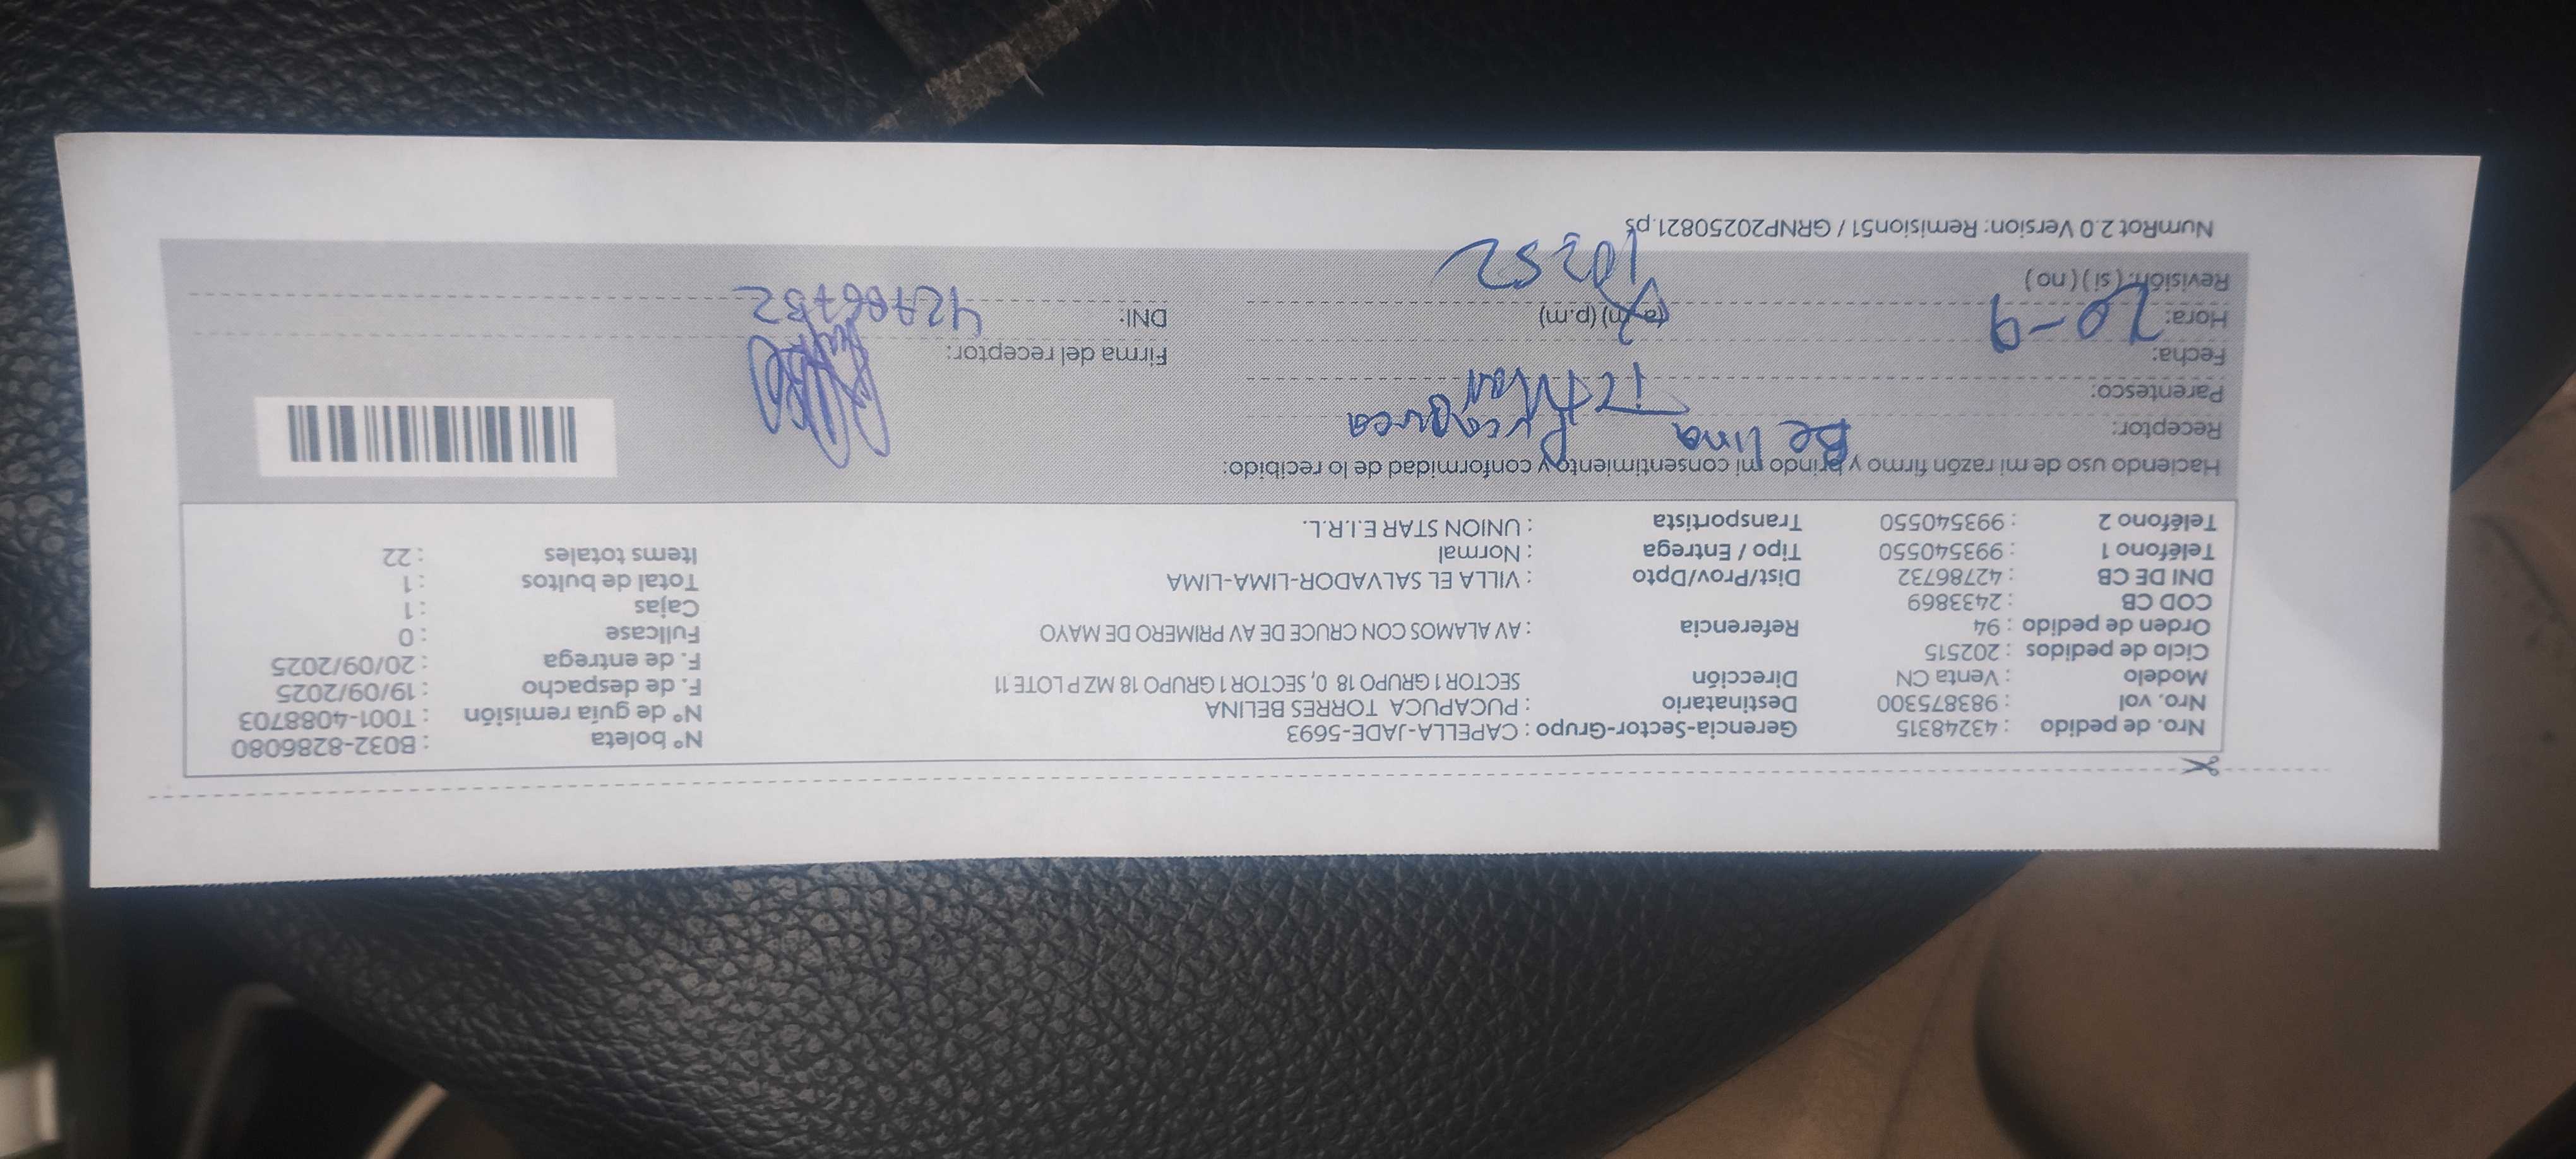 Nro. de pedido : 43248315 Gerencia-Sector-Grupo : CAPELLA-JADE-5693 N° boleta : B032-8286080
Nro. vol : 983875300 Destinatario : PUCAPUCA TORRES BELINA N° de guía remisión : T001-4088703
Modelo : Venta CN Dirección SECTOR 1 GRUPO 18 0, SECTOR 1 GRUPO 18 MZ P LOTE 11 F. de despacho : 19/09/2025
Ciclo de pedidos : 202515 F. de entrega : 20/09/2025
Orden de pedido : 94 Referencia : AV ALAMOS CON CRUCE DE AV PRIMERO DE MAYO Fullcase : 0
COD CB : 2433869 Cajas : 1
DNI DE CB : 42786732 Dist/Prov/Dpto : VILLA EL SALVADOR-LIMA-LIMA Total de bultos : 1
Teléfono 1 : 993540550 Tipo / Entrega : Normal Items totales : 22
Teléfono 2 : 993540550 Transportista : UNION STAR E.I.R.L.
Haciendo uso de mi razón firmo y brindo mi consentimiento y conformidad de lo recibido:
Receptor: Belina Pucapuca
Parentesco: Titular
Fecha: 20-9 Firma del receptor:
Hora: (a.m) (p.m) DNI: 42786732
Revisión: (si) (no) 10252
NumRot 2.0 Version: Remision51 / GRNP20250821.ps